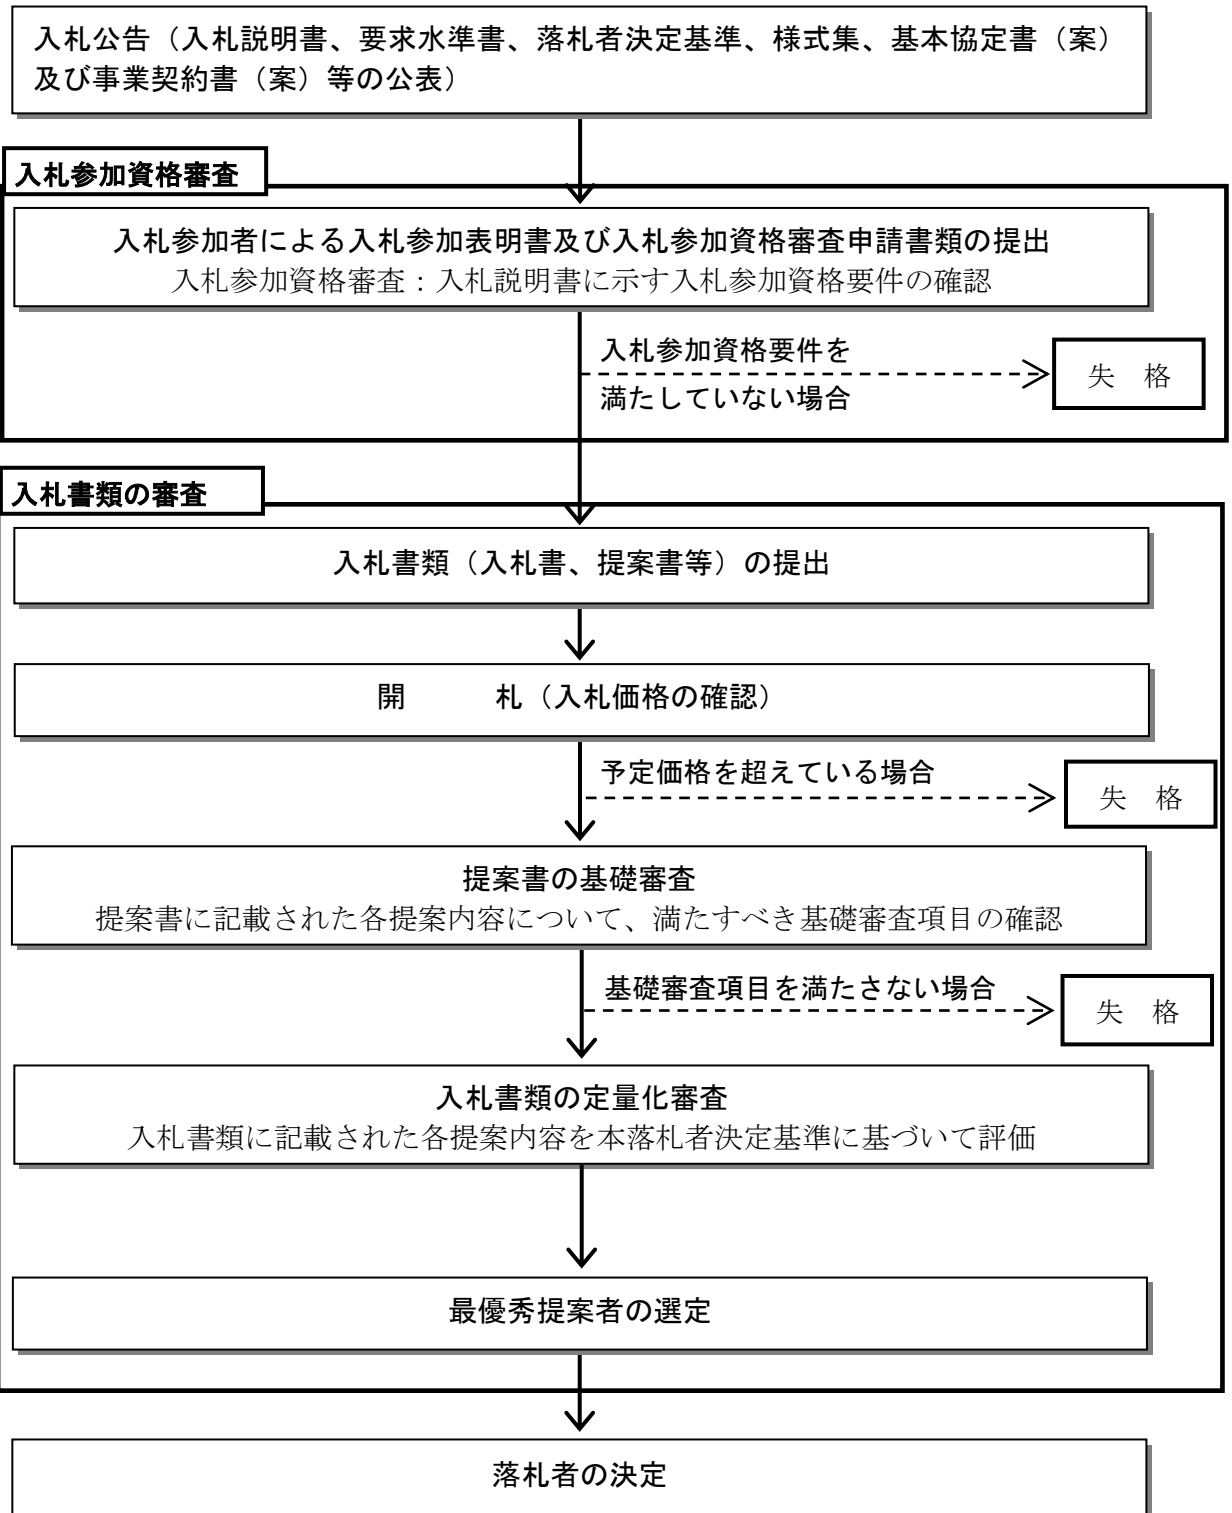 入札公告（入札説明書、要求水準書、落札者決定基準、様式集、基本協定書（案）
及び事業契約書（案）等の公表）
入札参加資格審査
入札参加者による入札参加表明書及び入札参加資格審査申請書類の提出
入札参加資格審査：入札説明書に示す入札参加資格要件の確認
入札参加資格要件を
満たしていない場合
失　格
入札書類の審査
入札書類（入札書、提案書等）の提出
開　　　札（入札価格の確認）
予定価格を超えている場合
失　格
提案書の基礎審査
提案書に記載された各提案内容について、満たすべき基礎審査項目の確認
基礎審査項目を満たさない場合
失　格
入札書類の定量化審査
入札書類に記載された各提案内容を本落札者決定基準に基づいて評価
最優秀提案者の選定
落札者の決定